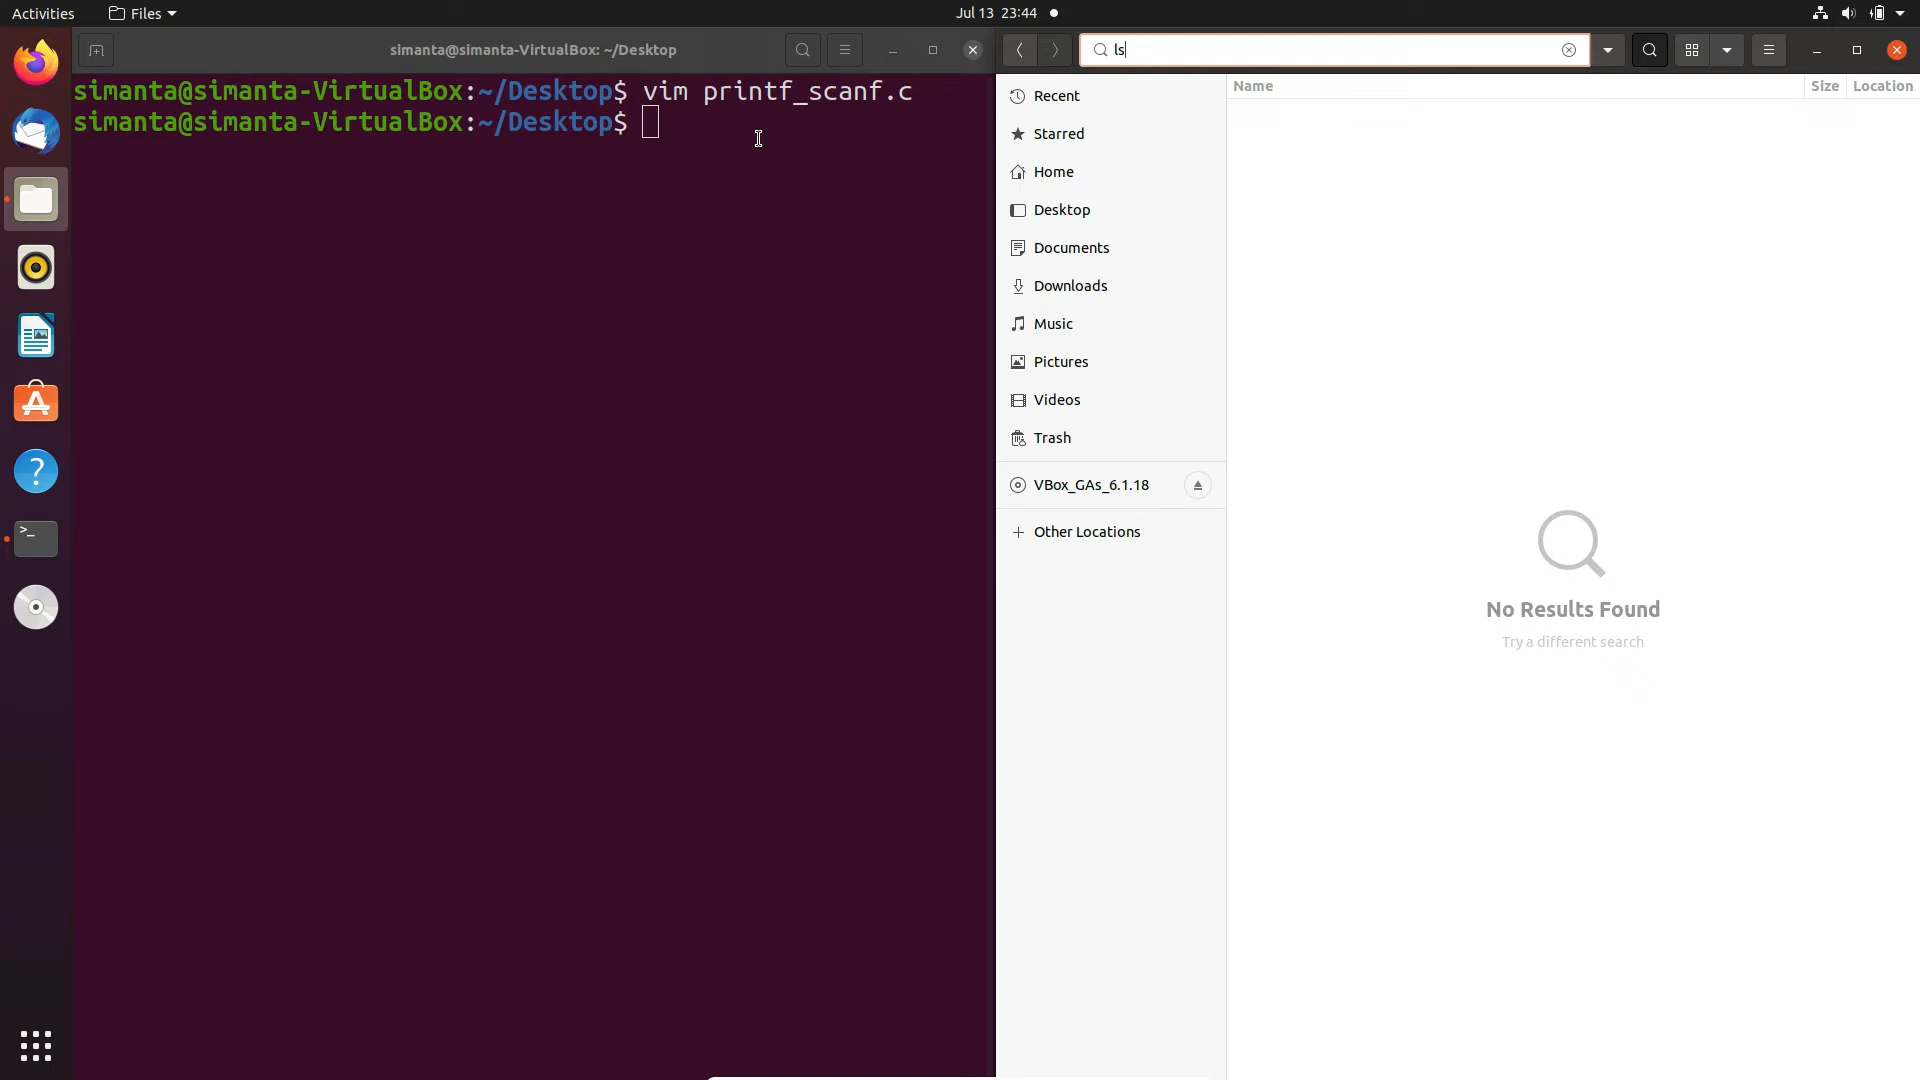 Activities
Files
Jul 13 23:44
simanta@simanta-VirtualBox: ~/Desktop
simanta@simanta-VirtualBox:~/Desktop$ vim printf_scanf.c
simanta@simanta-VirtualBox:~/Desktop$
ls
Recent
Starred
Home
Desktop
Documents
Downloads
Music
Pictures
Videos
Trash
VBox_GAs_6.1.18
Other Locations
Name Size Location
No Results Found
Try a different search